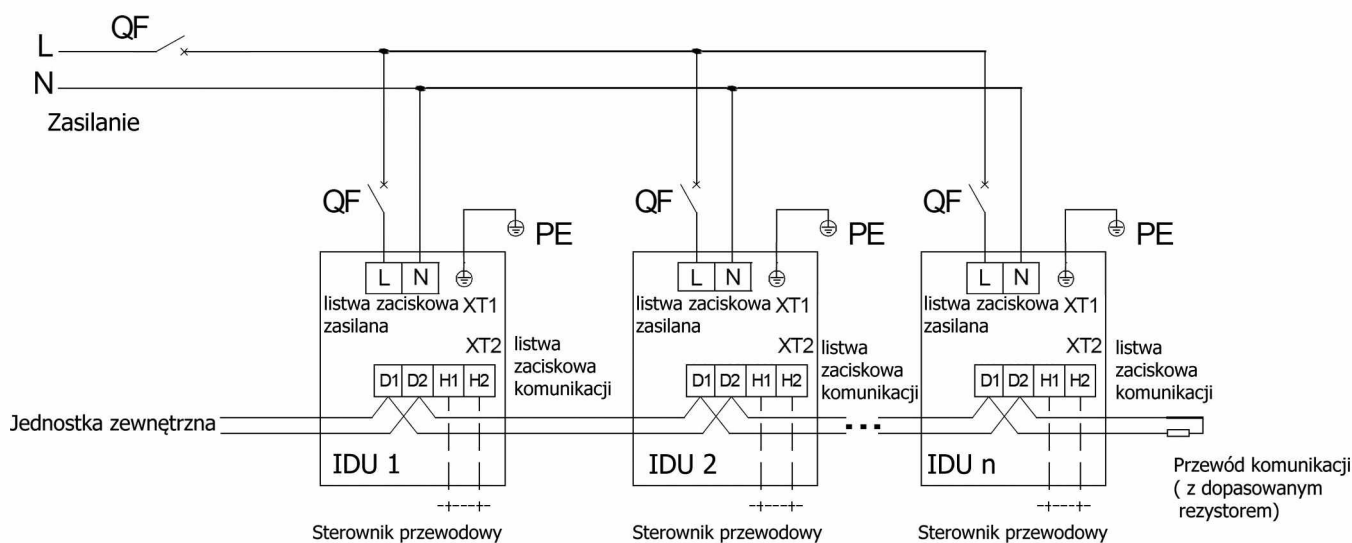 L
QF
N
Zasilanie
QF
PE
L N
listwa zaciskowa XT1
zasilana
XT2
listwa
zaciskowa
komunikacji
D1 D2 H1 H2
IDU 1
Sterownik przewodowy
QF
PE
L N
listwa zaciskowa XT1
zasilana
XT2
listwa
zaciskowa
komunikacji
D1 D2 H1 H2
IDU 2
Sterownik przewodowy
QF
PE
L N
listwa zaciskowa XT1
zasilana
XT2
listwa
zaciskowa
komunikacji
D1 D2 H1 H2
IDU n
Sterownik przewodowy
Jednostka zewnętrzna
Przewód komunikacji
( z dopasowanym
rezystorem)